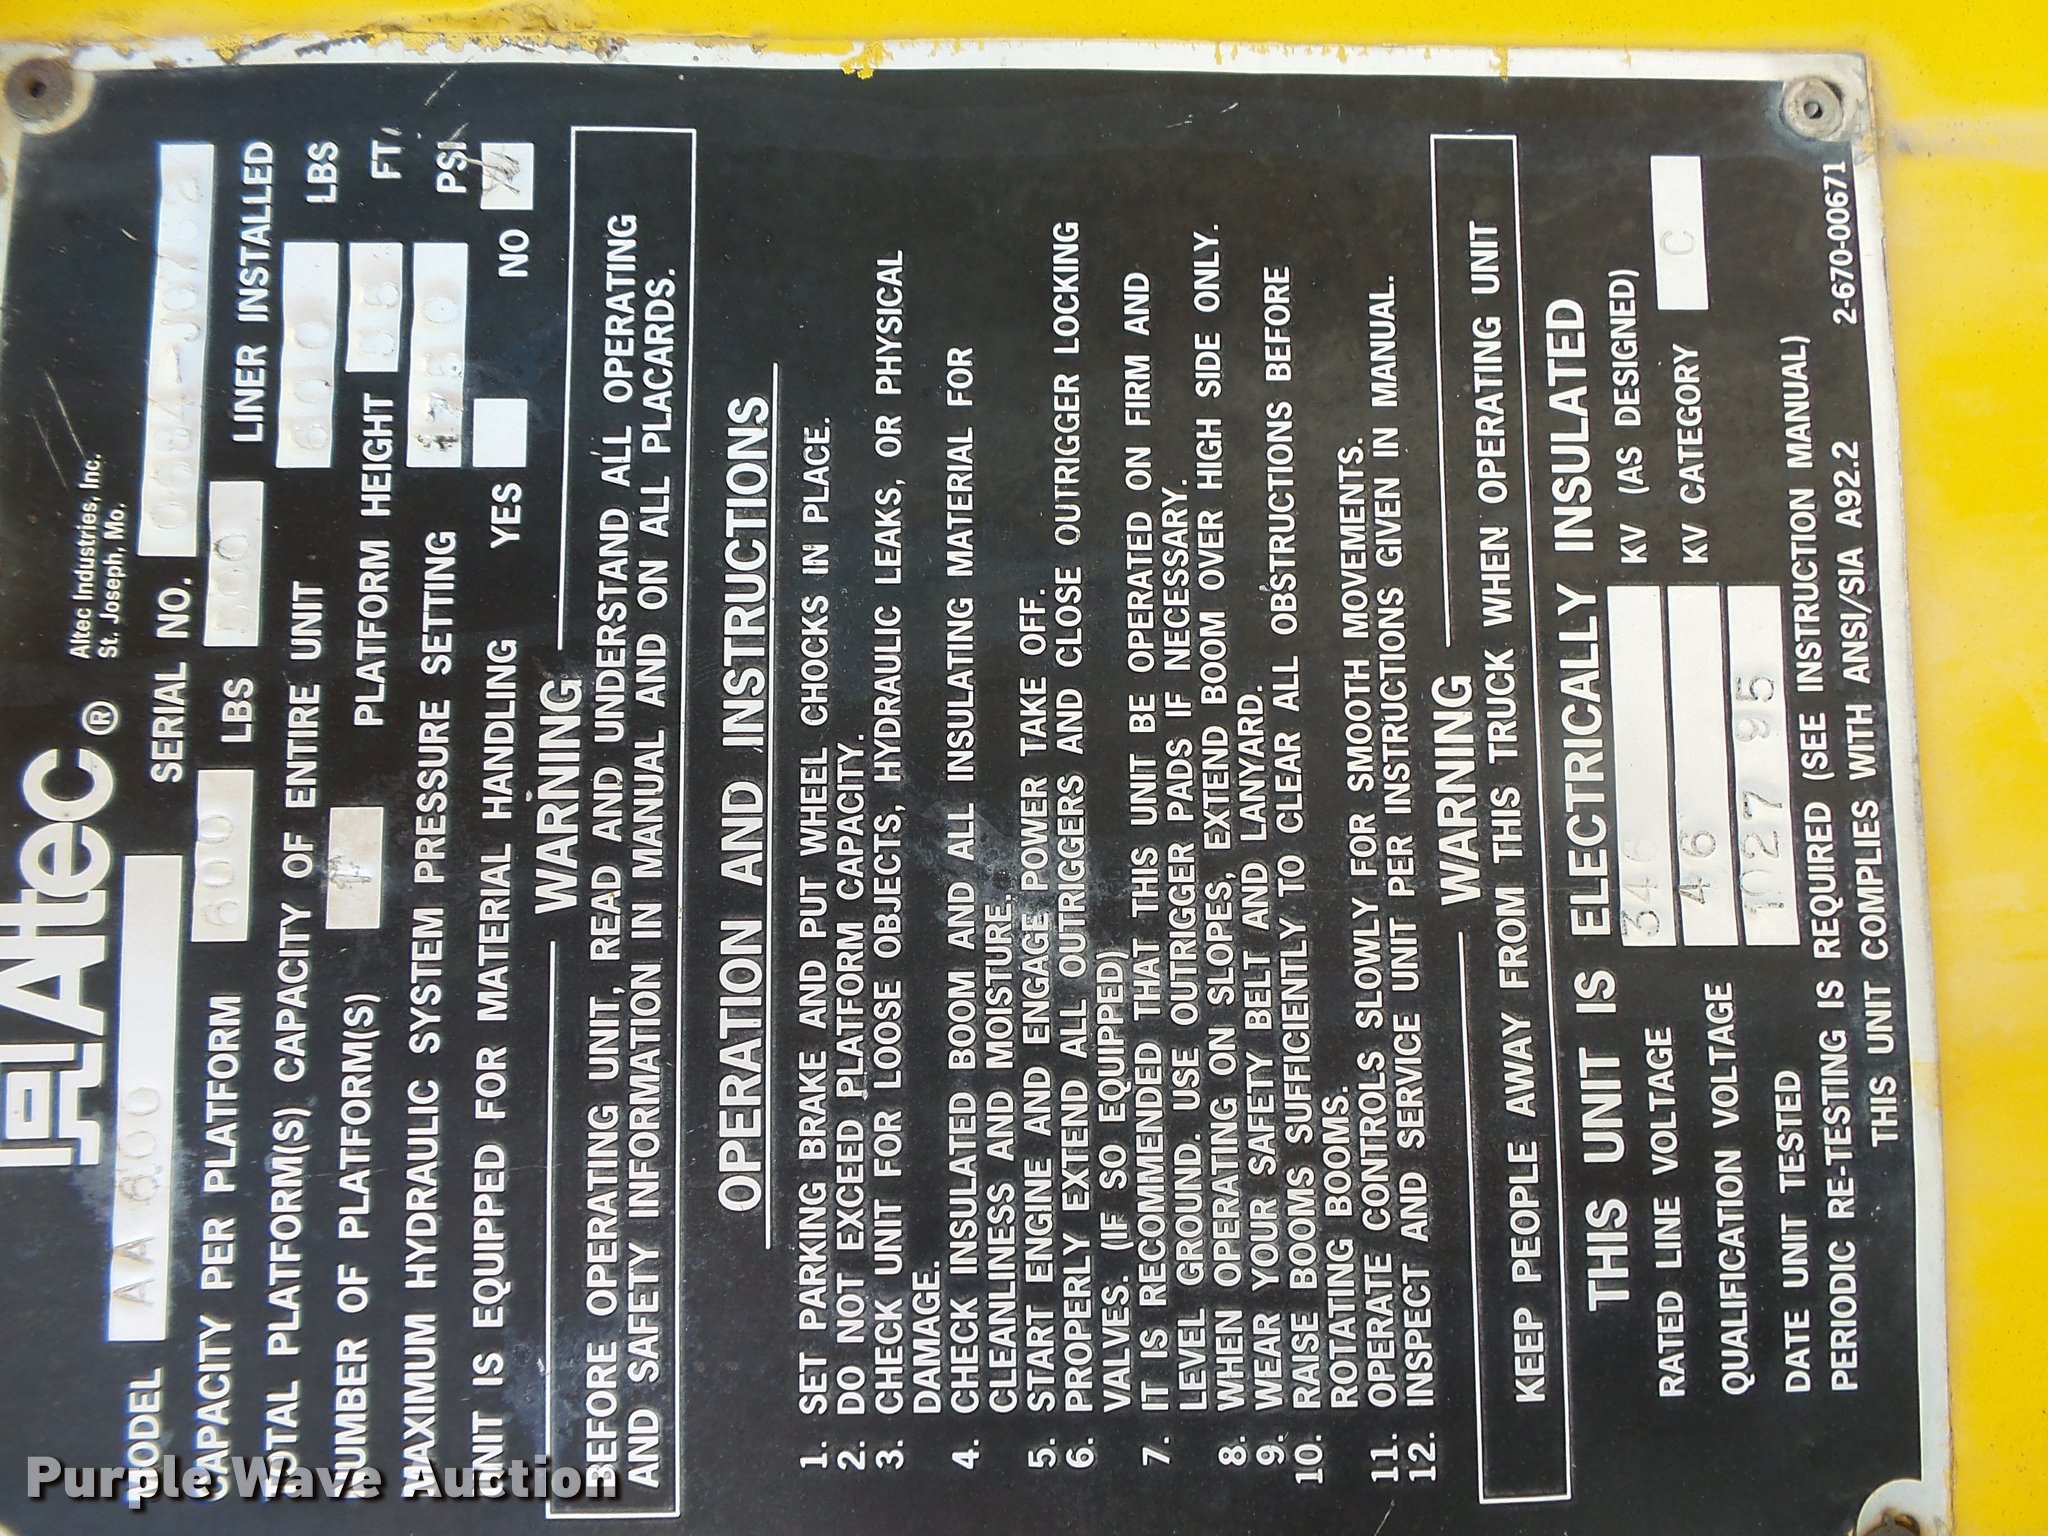 Altec ®
Altec Industries, Inc.
St. Joseph, Mo.
MODEL AA 600 SERIAL NO.
CAPACITY PER PLATFORM 600 LBS 500 LINER INSTALLED
TOTAL PLATFORM(S) CAPACITY OF ENTIRE UNIT 600 LBS
NUMBER OF PLATFORM(S) 1 PLATFORM HEIGHT 55 FT.
MAXIMUM HYDRAULIC SYSTEM PRESSURE SETTING PSI
UNIT IS EQUIPPED FOR MATERIAL HANDLING YES NO X
WARNING
BEFORE OPERATING UNIT, READ AND UNDERSTAND ALL OPERATING
AND SAFETY INFORMATION IN MANUAL AND ON ALL PLACARDS.
OPERATION AND INSTRUCTIONS
1. SET PARKING BRAKE AND PUT WHEEL CHOCKS IN PLACE.
2. DO NOT EXCEED PLATFORM CAPACITY.
3. CHECK UNIT FOR LOOSE OBJECTS, HYDRAULIC LEAKS, OR PHYSICAL
DAMAGE.
4. CHECK INSULATED BOOM AND ALL INSULATING MATERIAL FOR
CLEANLINESS AND MOISTURE.
5. START ENGINE AND ENGAGE POWER TAKE OFF.
6. PROPERLY EXTEND ALL OUTRIGGERS AND CLOSE OUTRIGGER LOCKING
VALVES. (IF SO EQUIPPED)
7. IT IS RECOMMENDED THAT THIS UNIT BE OPERATED ON FIRM AND
LEVEL GROUND. USE OUTRIGGER PADS IF NECESSARY.
8. WHEN OPERATING ON SLOPES, EXTEND BOOM OVER HIGH SIDE ONLY.
9. WEAR YOUR SAFETY BELT AND LANYARD.
10. RAISE BOOMS SUFFICIENTLY TO CLEAR ALL OBSTRUCTIONS BEFORE
ROTATING BOOMS.
11. OPERATE CONTROLS SLOWLY FOR SMOOTH MOVEMENTS.
12. INSPECT AND SERVICE UNIT PER INSTRUCTIONS GIVEN IN MANUAL.
WARNING
KEEP PEOPLE AWAY FROM THIS TRUCK WHEN OPERATING UNIT
THIS UNIT IS ELECTRICALLY INSULATED
RATED LINE VOLTAGE 346 KV (AS DESIGNED)
QUALIFICATION VOLTAGE 46 KV CATEGORY C
DATE UNIT TESTED 1027 95
PERIODIC RE-TESTING IS REQUIRED (SEE INSTRUCTION MANUAL)
THIS UNIT COMPLIES WITH ANSI/SIA A92.2 2-670-00671
Purple Wave Auction